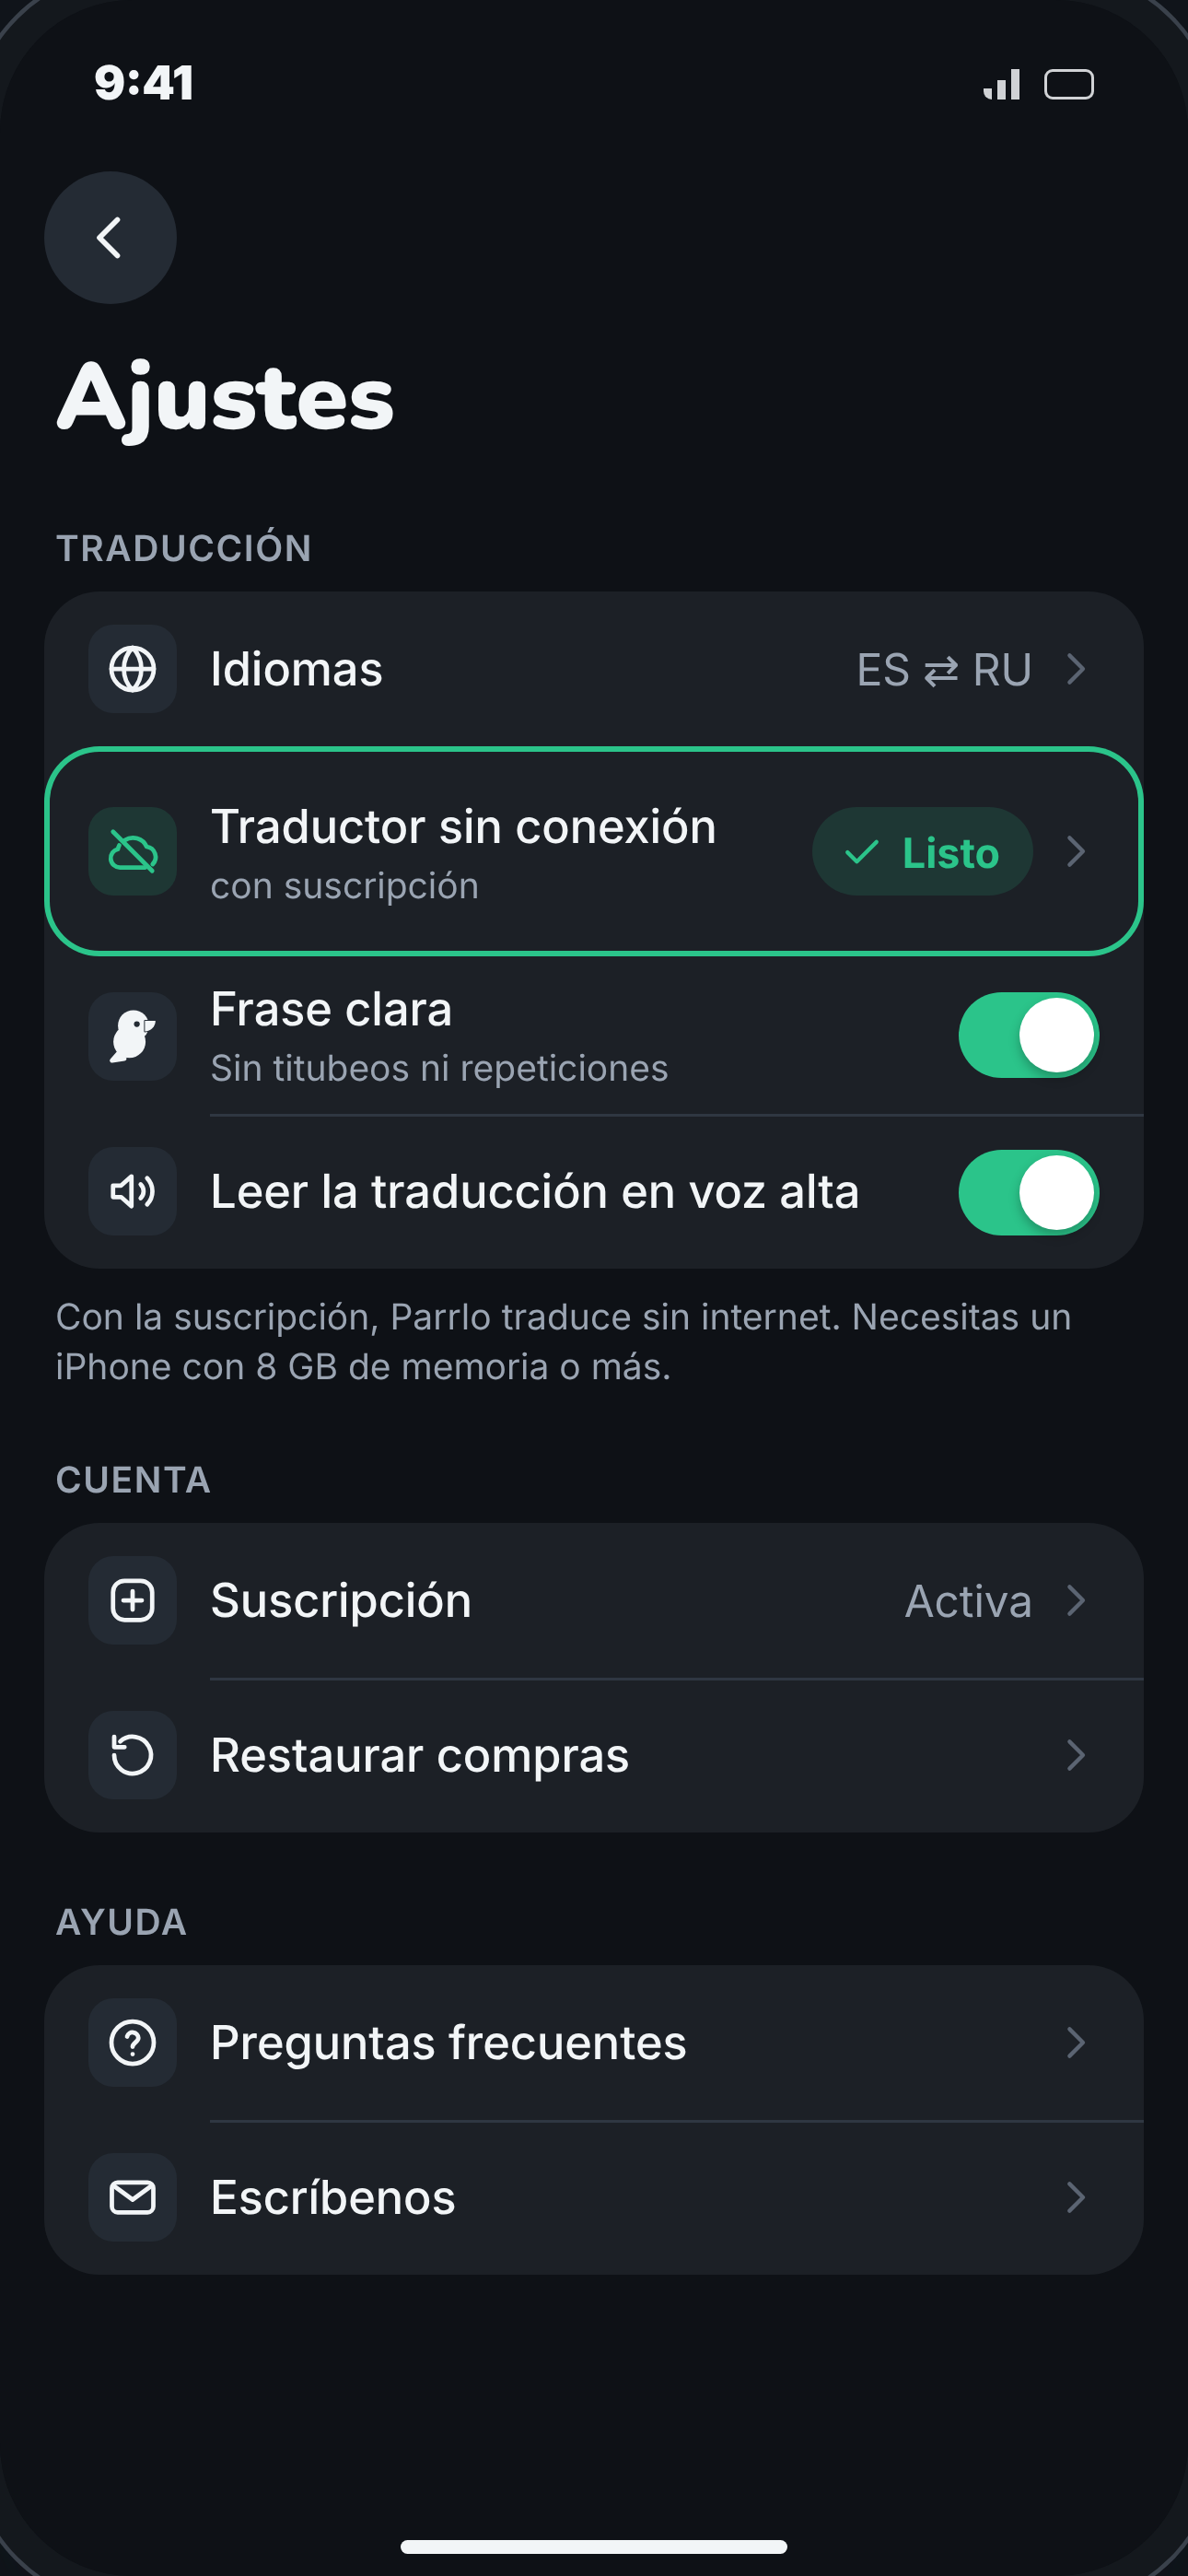 9:41
Ajustes
TRADUCCIÓN
Idiomas
ES ⇄ RU
Traductor sin conexión
con suscripción
Listo
Frase clara
Sin titubeos ni repeticiones
Leer la traducción en voz alta
Con la suscripción, Parrlo traduce sin internet. Necesitas un
iPhone con 8 GB de memoria o más.
CUENTA
Suscripción
Activa
Restaurar compras
AYUDA
Preguntas frecuentes
Escríbenos